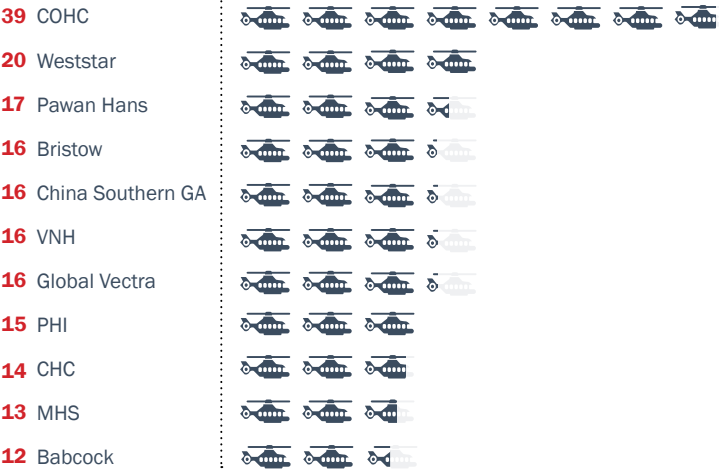 39 COHC
20 Weststar
17 Pawan Hans
16 Bristow
16 China Southern GA
16 VNH
16 Global Vectra
15 PHI
14 CHC
13 MHS
12 Babcock